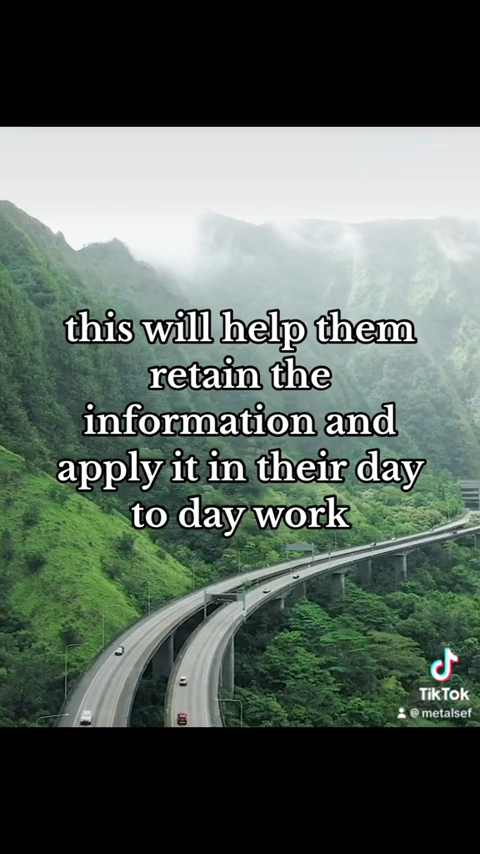 this will help them
retain the
information and
apply it in their day
to day work
TikTok
@ metalsef